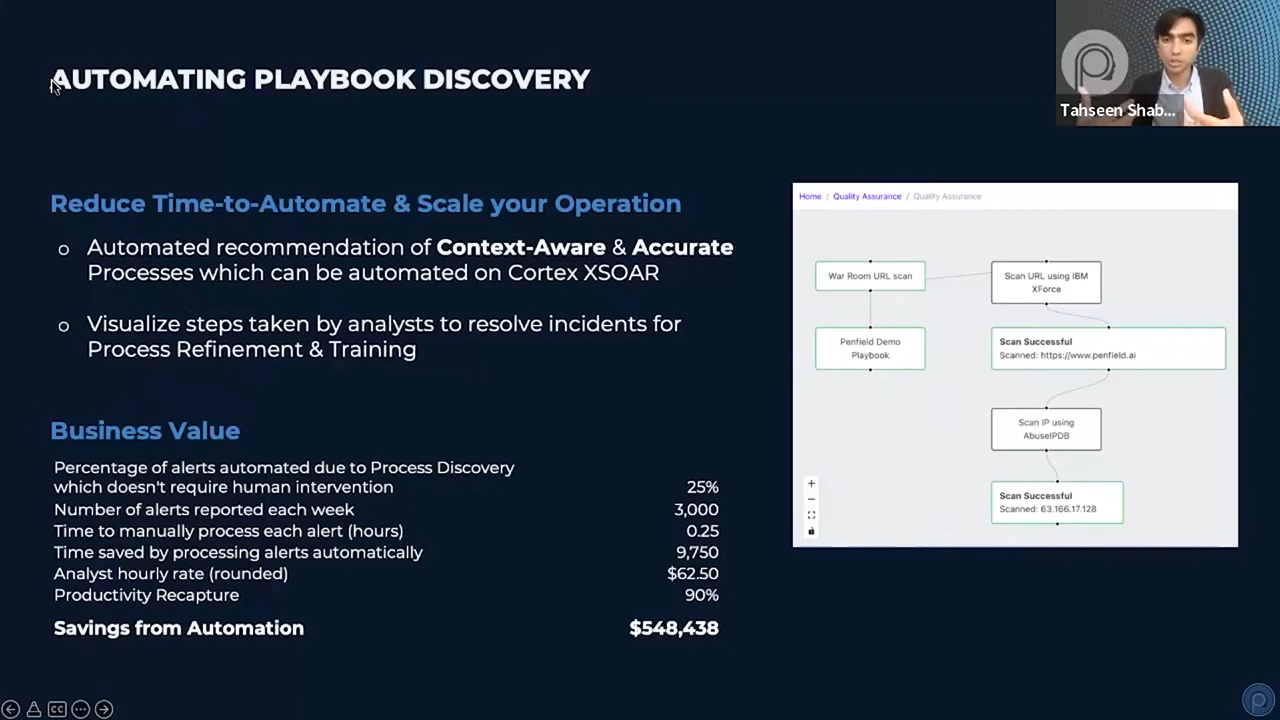 AUTOMATING PLAYBOOK DISCOVERY
Tahseen Shab...
Reduce Time-to-Automate & Scale your Operation
Automated recommendation of Context-Aware & Accurate
Processes which can be automated on Cortex XSOAR
Visualize steps taken by analysts to resolve incidents for
Process Refinement & Training
Business Value
Percentage of alerts automated due to Process Discovery
which doesn't require human intervention 25%
Number of alerts reported each week 3,000
Time to manually process each alert (hours) 0.25
Time saved by processing alerts automatically 9,750
Analyst hourly rate (rounded) $62.50
Productivity Recapture 90%
Savings from Automation $548,438
Home / Quality Assurance / Quality Assurance
War Room URL scan
Scan URL using IBM
XForce
Penfield Demo
Playbook
Scan Successful
Scanned: https://www.penfield.ai
Scan IP using
AbuseIPDB
Scan Successful
Scanned: 63.166.17.128
CC